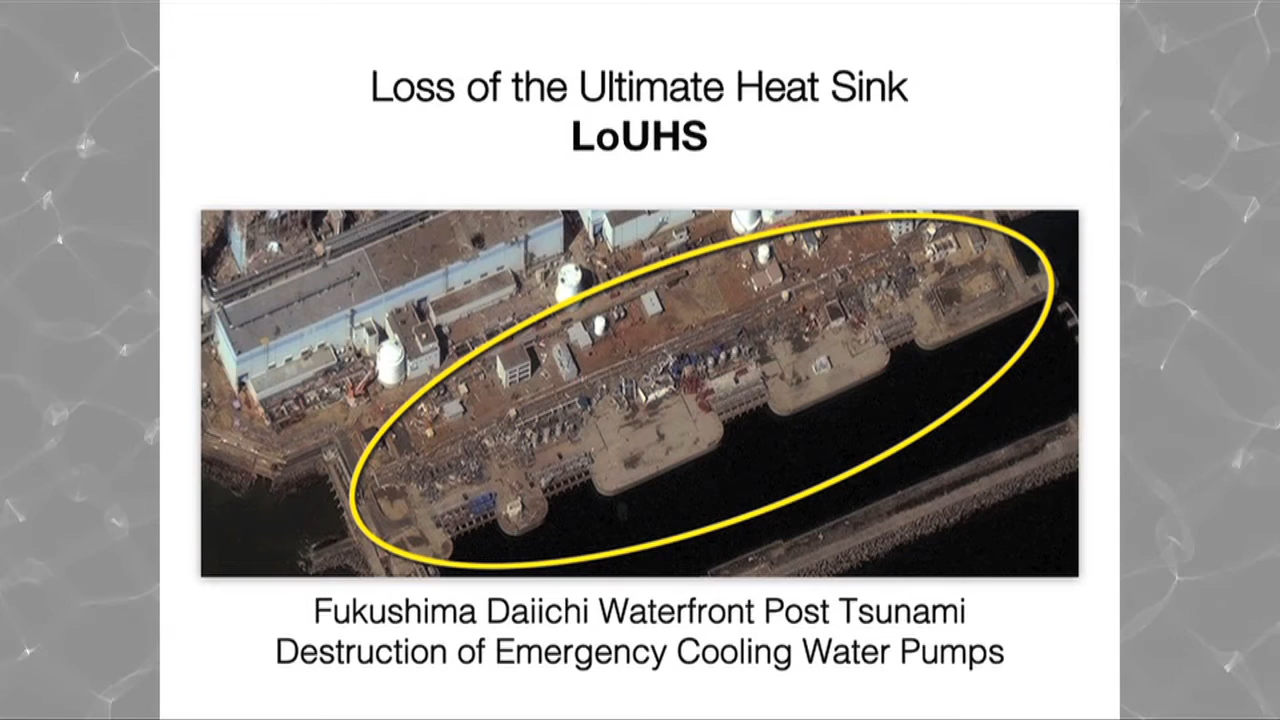 Loss of the Ultimate Heat Sink
LoUHS
Fukushima Daiichi Waterfront Post Tsunami
Destruction of Emergency Cooling Water Pumps